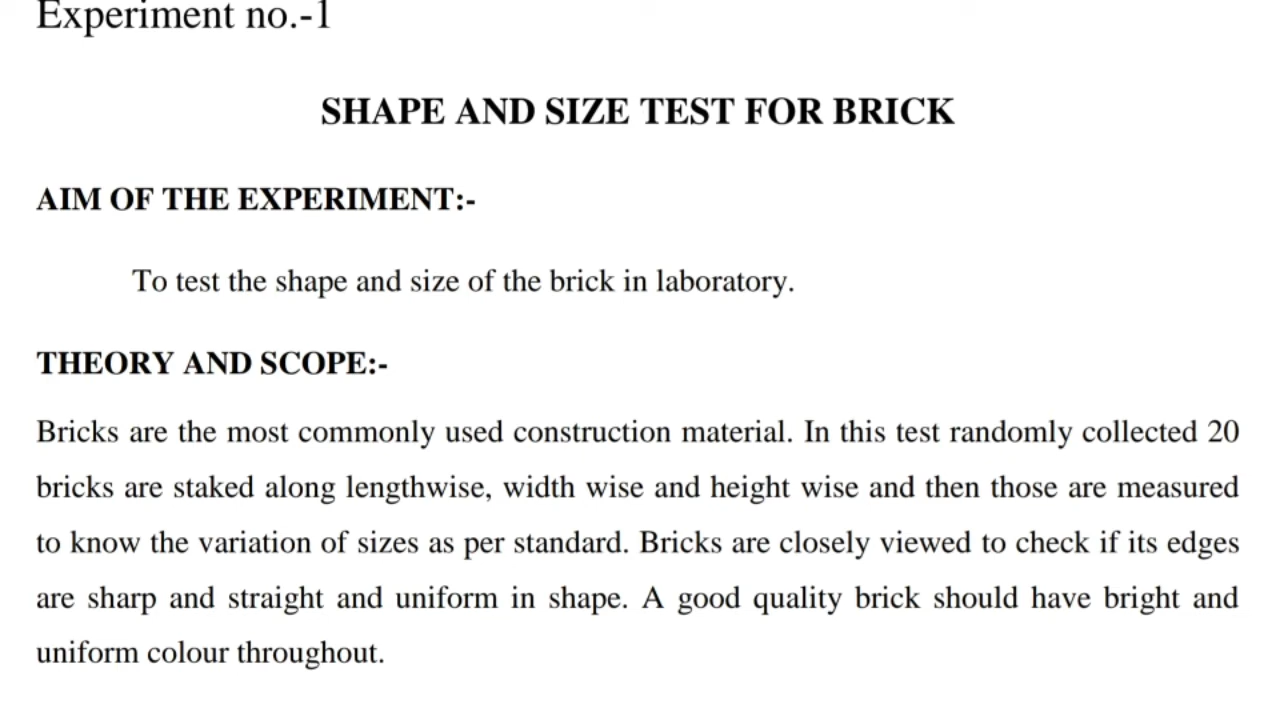 Experiment no.-1
SHAPE AND SIZE TEST FOR BRICK
AIM OF THE EXPERIMENT:-
To test the shape and size of the brick in laboratory.
THEORY AND SCOPE:-
Bricks are the most commonly used construction material. In this test randomly collected 20
bricks are staked along lengthwise, width wise and height wise and then those are measured
to know the variation of sizes as per standard. Bricks are closely viewed to check if its edges
are sharp and straight and uniform in shape. A good quality brick should have bright and
uniform colour throughout.